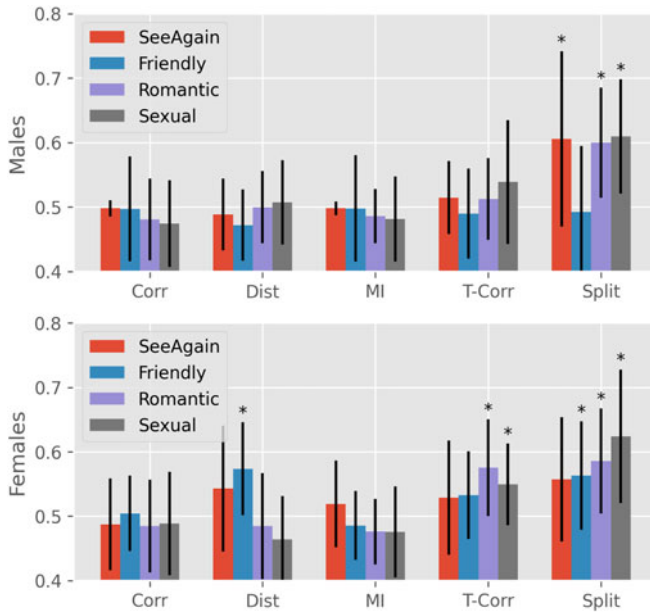 0.8
0.7
0.6
0.5
0.4
Males
SeeAgain
Friendly
Romantic
Sexual
* * *
Corr Dist MI T-Corr Split
0.8
0.7
0.6
0.5
0.4
Females
SeeAgain
Friendly
Romantic
Sexual
* * * * * *
Corr Dist MI T-Corr Split